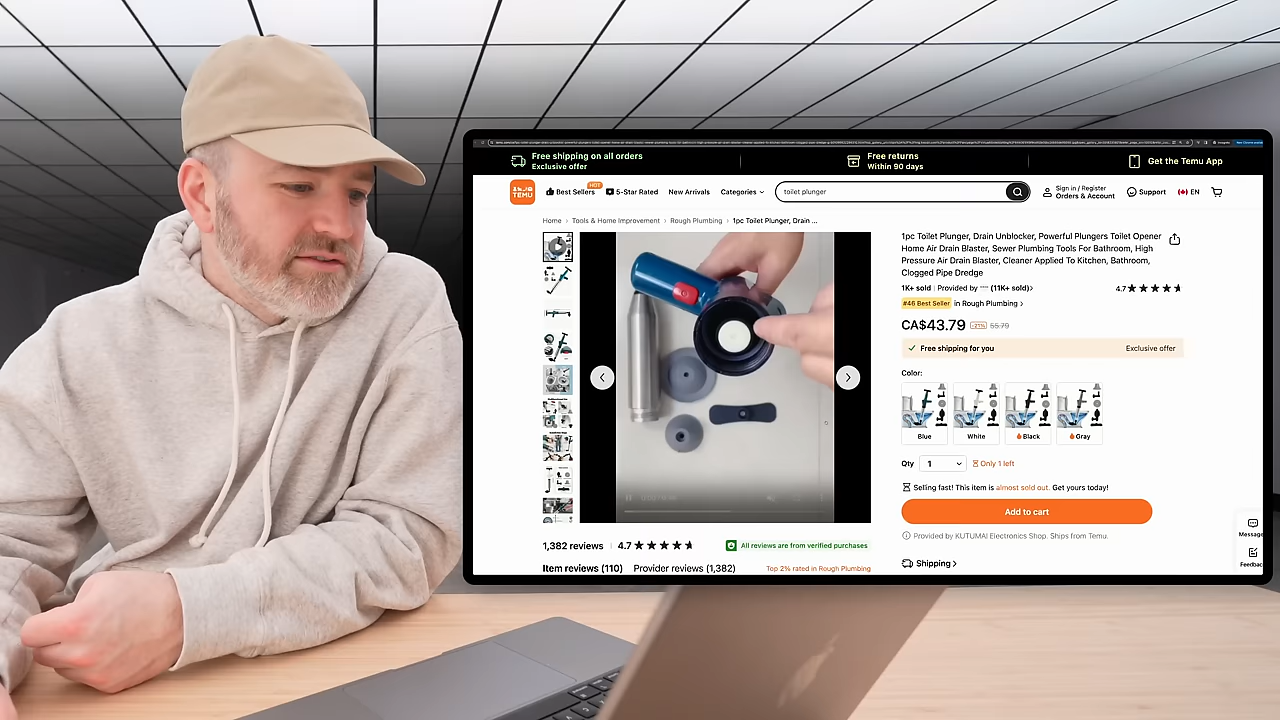 Free shipping on all orders
Exclusive offer
Free returns
Within 90 days
Get the Temu App
TEMU
Best Sellers
HOT
5-Star Rated
New Arrivals
Categories
toilet plunger
Sign in / Register
Orders & Account
Support
EN
Home › Tools & Home Improvement › Rough Plumbing › 1pc Toilet Plunger, Drain ...
1pc Toilet Plunger, Drain Unblocker, Powerful Plungers Toilet Opener
Home Air Drain Blaster, Sewer Plumbing Tools For Bathroom, High
Pressure Air Drain Blaster, Cleaner Applied To Kitchen, Bathroom,
Clogged Pipe Dredge
1K+ sold | Provided by (11K+ sold)›
4.7
#46 Best Seller in Rough Plumbing ›
CA$43.79 -21% 55.79
Free shipping for you
Exclusive offer
Color:
Blue
White
Black
Gray
Qty 1 Only 1 left
Selling fast! This item is almost sold out. Get yours today!
Add to cart
Provided by KUTUMAI Electronics Shop. Ships from Temu.
Shipping ›
Message
Feedbac
1,382 reviews | 4.7
All reviews are from verified purchases
Item reviews (110) Provider reviews (1,382)
Top 2% rated in Rough Plumbing